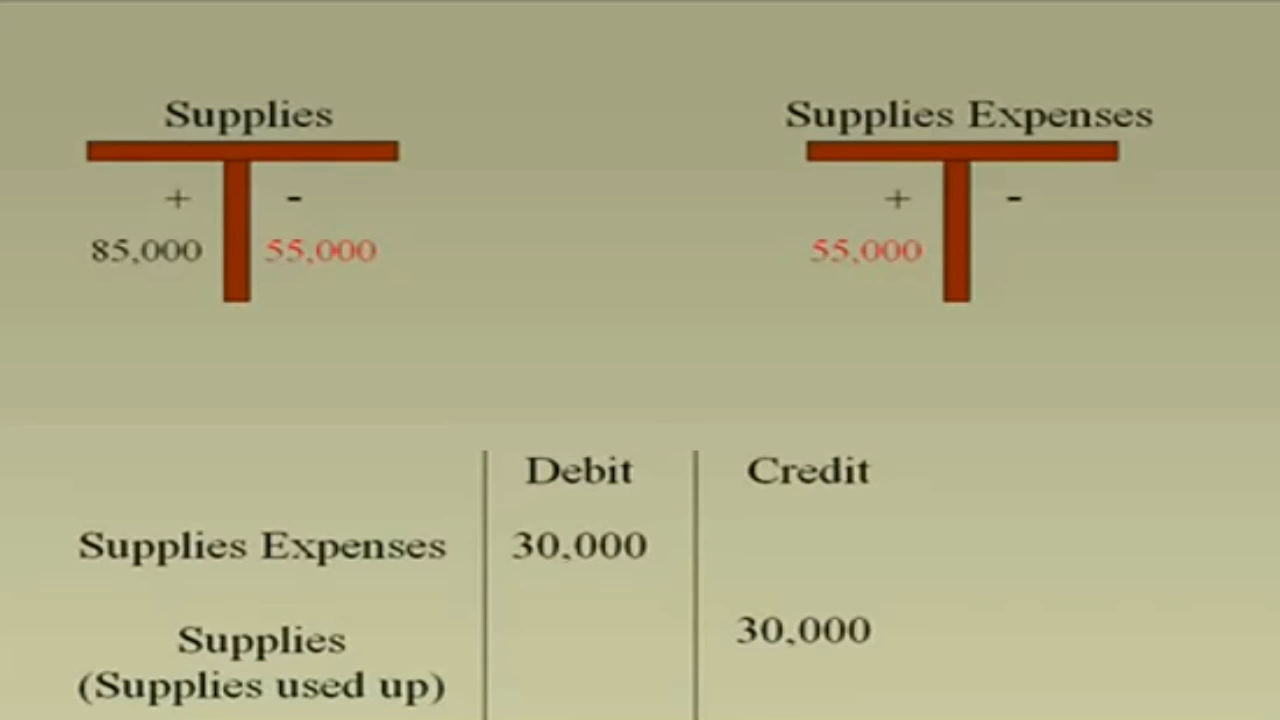 Supplies
+ -
85,000 55,000
Supplies Expenses
+ -
55,000
Debit Credit
Supplies Expenses 30,000
Supplies 30,000
(Supplies used up)